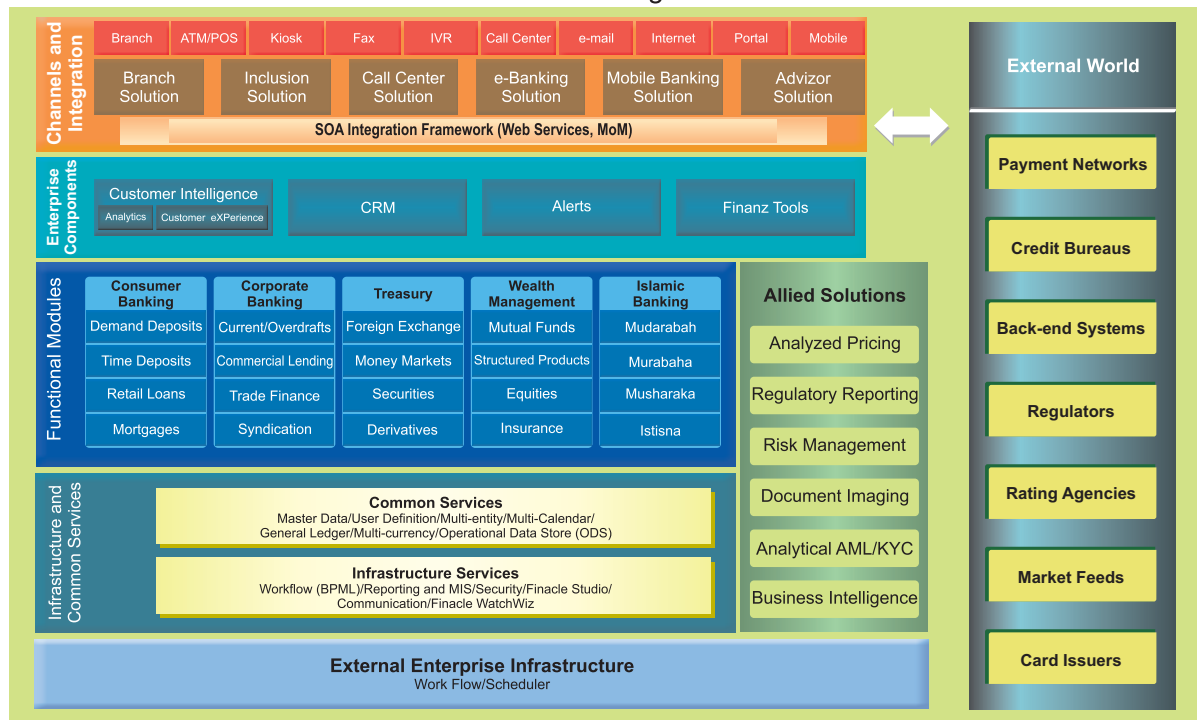 Channels and
Integration
Branch
ATM/POS
Kiosk
Fax
IVR
Call Center
e-mail
Internet
Portal
Mobile
Branch
Solution
Inclusion
Solution
Call Center
Solution
e-Banking
Solution
Mobile Banking
Solution
Advizor
Solution
SOA Integration Framework (Web Services, MoM)
Enterprise
Components
Customer Intelligence
Analytics
Customer eXPerience
CRM
Alerts
Finanz Tools
Functional Modules
Consumer
Banking
Demand Deposits
Time Deposits
Retail Loans
Mortgages
Corporate
Banking
Current/Overdrafts
Commercial Lending
Trade Finance
Syndication
Treasury
Foreign Exchange
Money Markets
Securities
Derivatives
Wealth
Management
Mutual Funds
Structured Products
Equities
Insurance
Islamic
Banking
Mudarabah
Murabaha
Musharaka
Istisna
Allied Solutions
Analyzed Pricing
Regulatory Reporting
Risk Management
Document Imaging
Analytical AML/KYC
Business Intelligence
Infrastructure and
Common Services
Common Services
Master Data/User Definition/Multi-entity/Multi-Calendar/
General Ledger/Multi-currency/Operational Data Store (ODS)
Infrastructure Services
Workflow (BPML)/Reporting and MIS/Security/Finacle Studio/
Communication/Finacle WatchWiz
External Enterprise Infrastructure
Work Flow/Scheduler
External World
Payment Networks
Credit Bureaus
Back-end Systems
Regulators
Rating Agencies
Market Feeds
Card Issuers